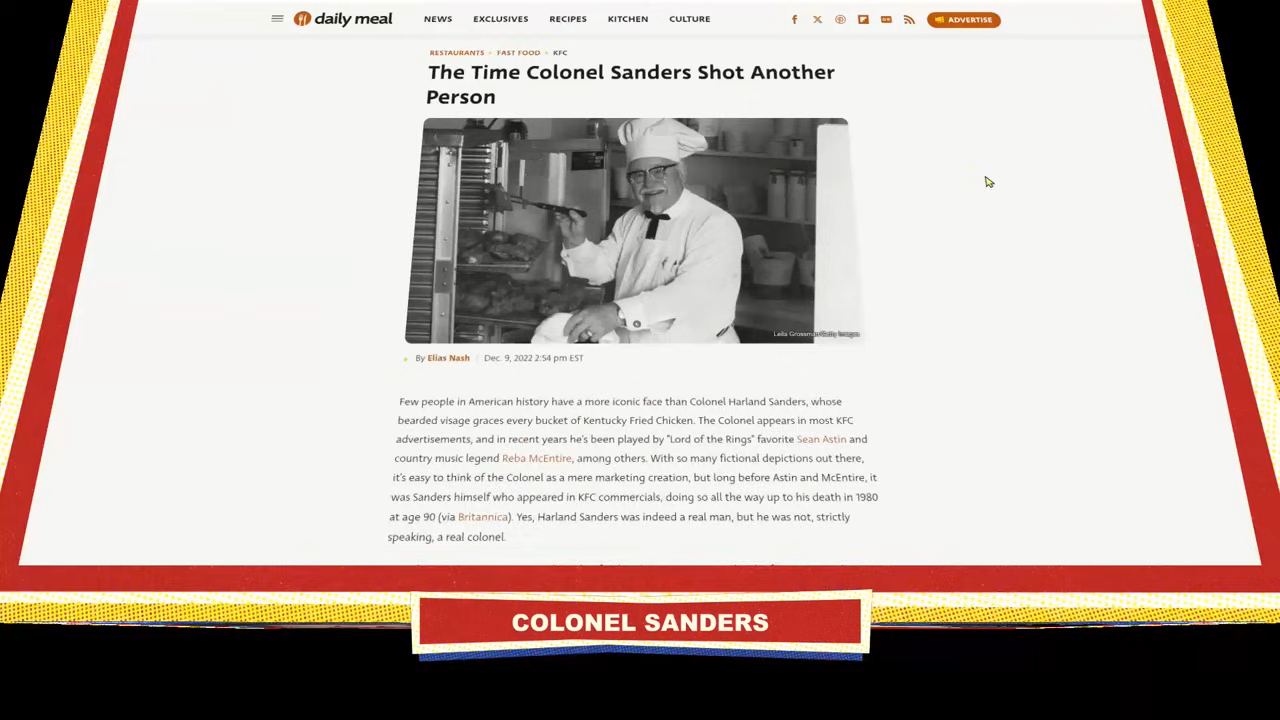 daily meal NEWS EXCLUSIVES RECIPES KITCHEN CULTURE ADVERTISE
RESTAURANTS FAST FOOD KFC
The Time Colonel Sanders Shot Another
Person
Leila Grossman/Getty Images
By Elias Nash | Dec. 9, 2022 2:54 pm EST
Few people in American history have a more iconic face than Colonel Harland Sanders, whose
bearded visage graces every bucket of Kentucky Fried Chicken. The Colonel appears in most KFC
advertisements, and in recent years he's been played by "Lord of the Rings" favorite Sean Astin and
country music legend Reba McEntire, among others. With so many fictional depictions out there,
it's easy to think of the Colonel as a mere marketing creation, but long before Astin and McEntire, it
was Sanders himself who appeared in KFC commercials, doing so all the way up to his death in 1980
at age 90 (via Britannica). Yes, Harland Sanders was indeed a real man, but he was not, strictly
speaking, a real colonel.
COLONEL SANDERS